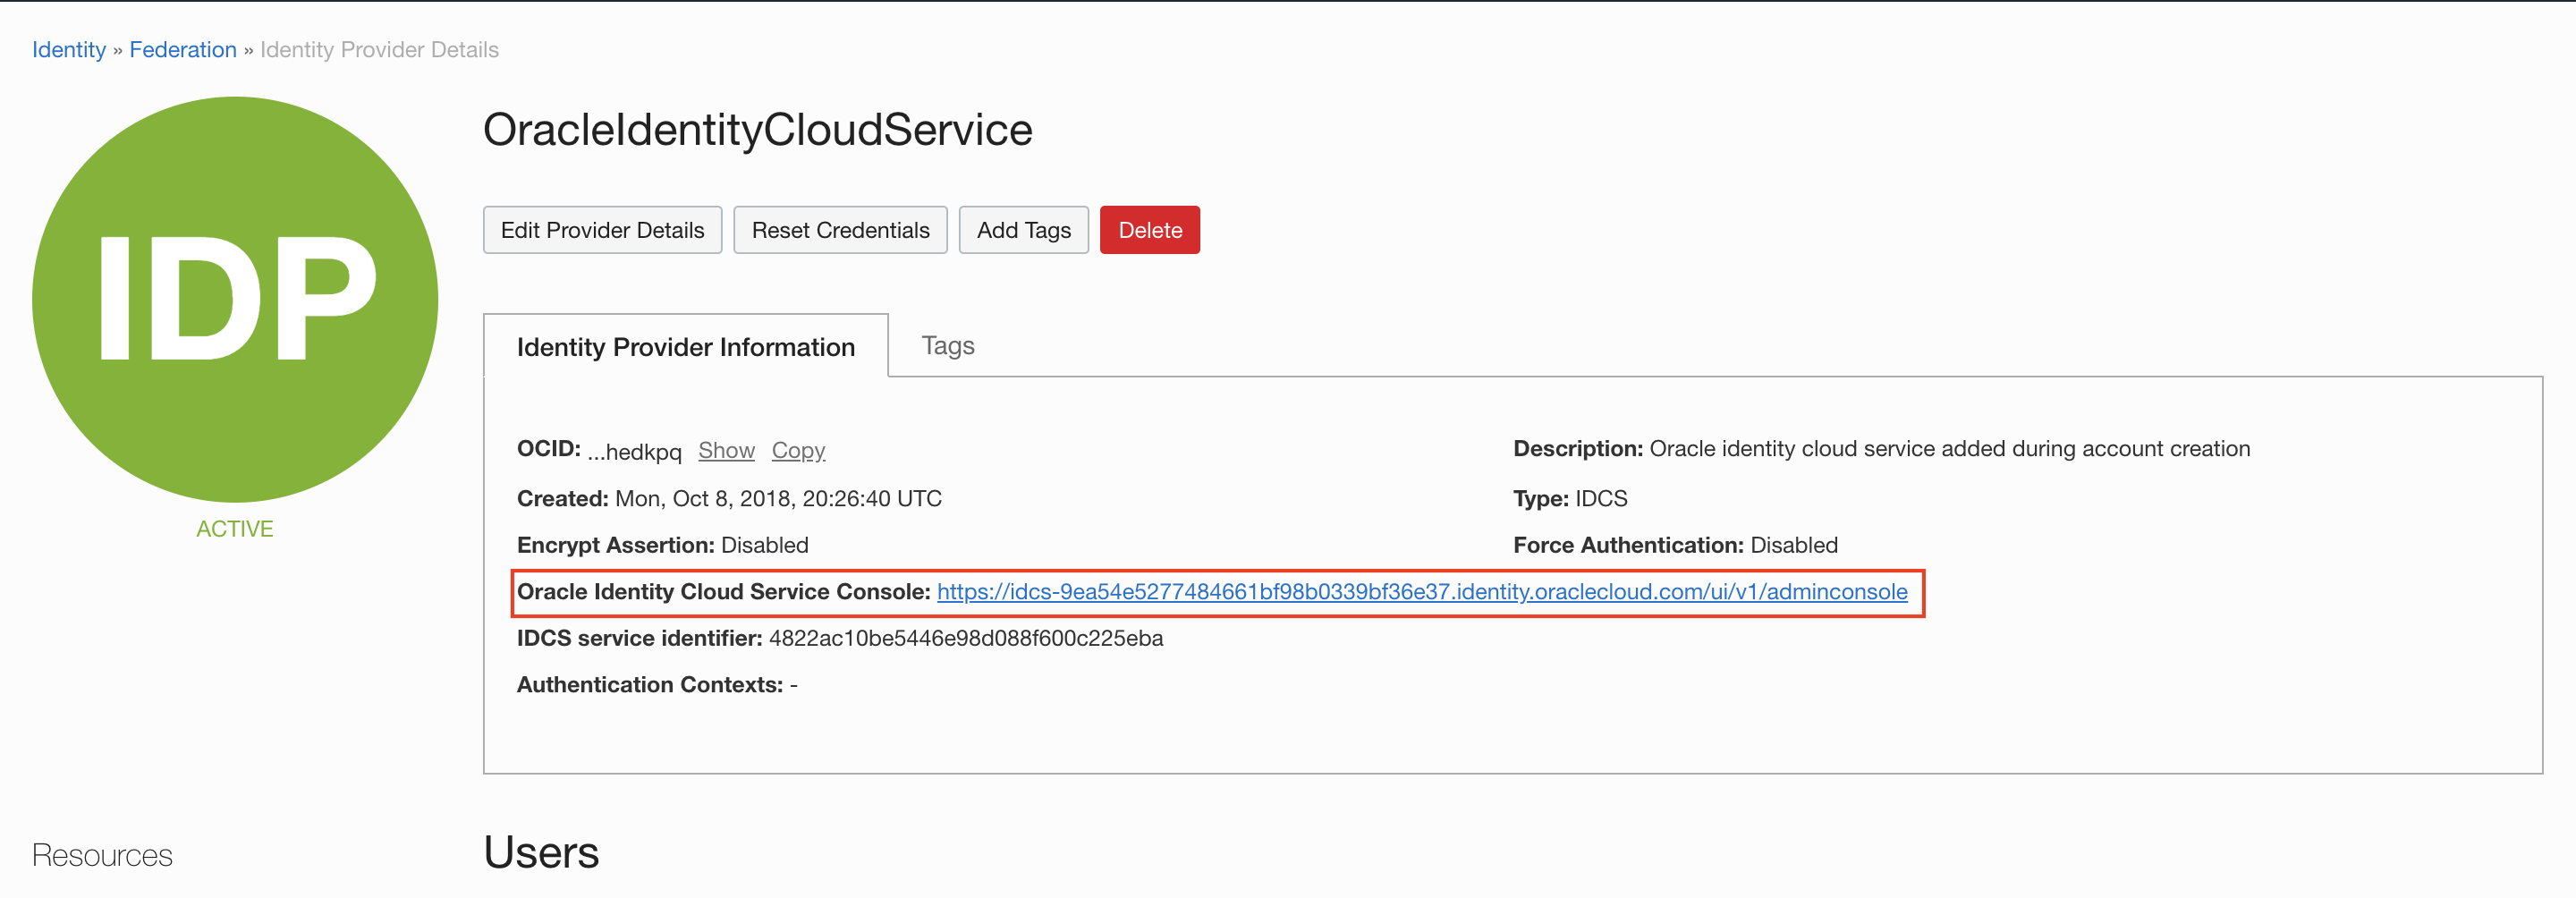 Identity » Federation » Identity Provider Details
IDP
ACTIVE
OracleIdentityCloudService
Edit Provider Details Reset Credentials Add Tags Delete
Identity Provider Information Tags
OCID: ...hedkpq Show Copy
Description: Oracle identity cloud service added during account creation
Created: Mon, Oct 8, 2018, 20:26:40 UTC
Type: IDCS
Encrypt Assertion: Disabled
Force Authentication: Disabled
Oracle Identity Cloud Service Console: https://idcs-9ea54e5277484661bf98b0339bf36e37.identity.oraclecloud.com/ui/v1/adminconsole
IDCS service identifier: 4822ac10be5446e98d088f600c225eba
Authentication Contexts: -
Resources
Users